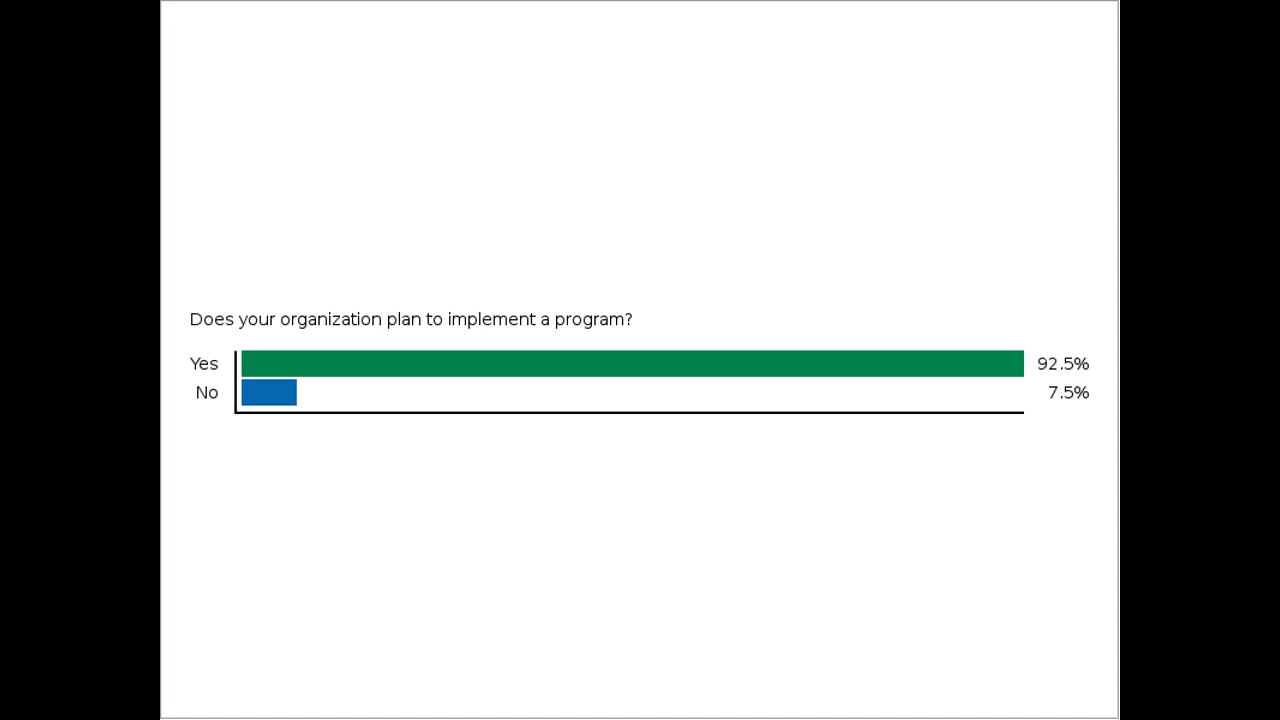 Does your organization plan to implement a program?
Yes 92.5%
No 7.5%